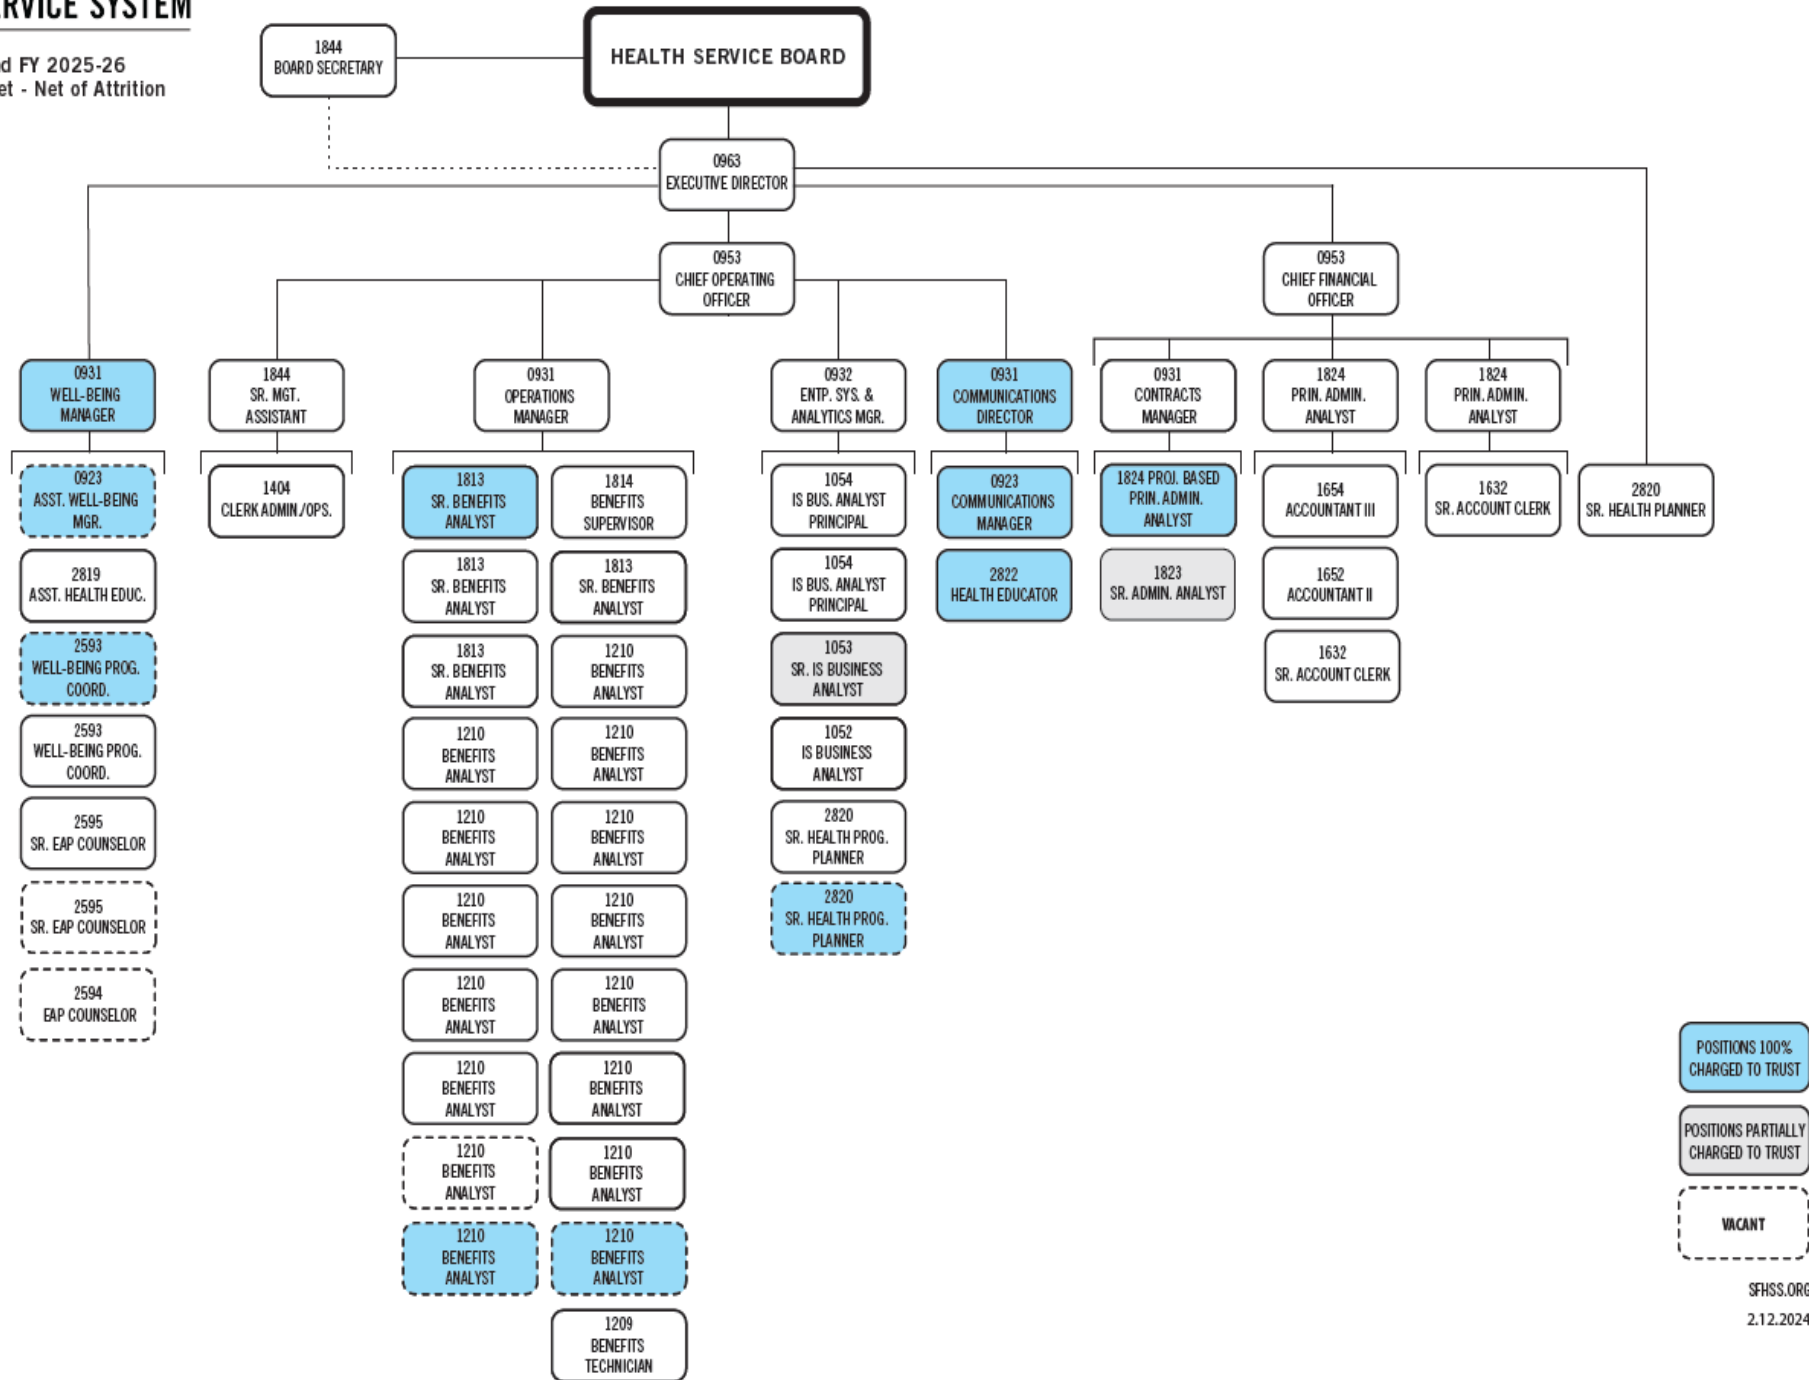 SERVICE SYSTEM
FY 2025-26
- Net of Attrition
1844
BOARD SECRETARY
HEALTH SERVICE BOARD
0963
EXECUTIVE DIRECTOR
0953
CHIEF OPERATING
OFFICER
0953
CHIEF FINANCIAL
OFFICER
0931
WELL-BEING
MANAGER
1844
SR. MGT.
ASSISTANT
0931
OPERATIONS
MANAGER
0932
ENTP. SYS. &
ANALYTICS MGR.
0931
COMMUNICATIONS
DIRECTOR
0931
CONTRACTS
MANAGER
1824
PRIN. ADMIN.
ANALYST
1824
PRIN. ADMIN.
ANALYST
0923
ASST. WELL-BEING
MGR.
2819
ASST. HEALTH EDUC.
2593
WELL-BEING PROG.
COORD.
2593
WELL-BEING PROG.
COORD.
2595
SR. EAP COUNSELOR
2595
SR. EAP COUNSELOR
2594
EAP COUNSELOR
1404
CLERK ADMIN./OPS.
1813
SR. BENEFITS
ANALYST
1813
SR. BENEFITS
ANALYST
1813
SR. BENEFITS
ANALYST
1210
BENEFITS
ANALYST
1210
BENEFITS
ANALYST
1210
BENEFITS
ANALYST
1210
BENEFITS
ANALYST
1210
BENEFITS
ANALYST
1210
BENEFITS
ANALYST
1210
BENEFITS
ANALYST
1814
BENEFITS
SUPERVISOR
1813
SR. BENEFITS
ANALYST
1210
BENEFITS
ANALYST
1210
BENEFITS
ANALYST
1210
BENEFITS
ANALYST
1210
BENEFITS
ANALYST
1210
BENEFITS
ANALYST
1210
BENEFITS
ANALYST
1210
BENEFITS
ANALYST
1210
BENEFITS
ANALYST
1209
BENEFITS
TECHNICIAN
1054
IS BUS. ANALYST
PRINCIPAL
1054
IS BUS. ANALYST
PRINCIPAL
1053
SR. IS BUSINESS
ANALYST
1052
IS BUSINESS
ANALYST
2820
SR. HEALTH PROG.
PLANNER
2820
SR. HEALTH PROG.
PLANNER
0923
COMMUNICATIONS
MANAGER
2822
HEALTH EDUCATOR
1824 PROJ. BASED
PRIN. ADMIN.
ANALYST
1823
SR. ADMIN. ANALYST
1654
ACCOUNTANT III
1652
ACCOUNTANT II
1632
SR. ACCOUNT CLERK
1632
SR. ACCOUNT CLERK
2820
SR. HEALTH PLANNER
POSITIONS 100%
CHARGED TO TRUST
POSITIONS PARTIALLY
CHARGED TO TRUST
VACANT
SFHSS.ORG
2.12.2024